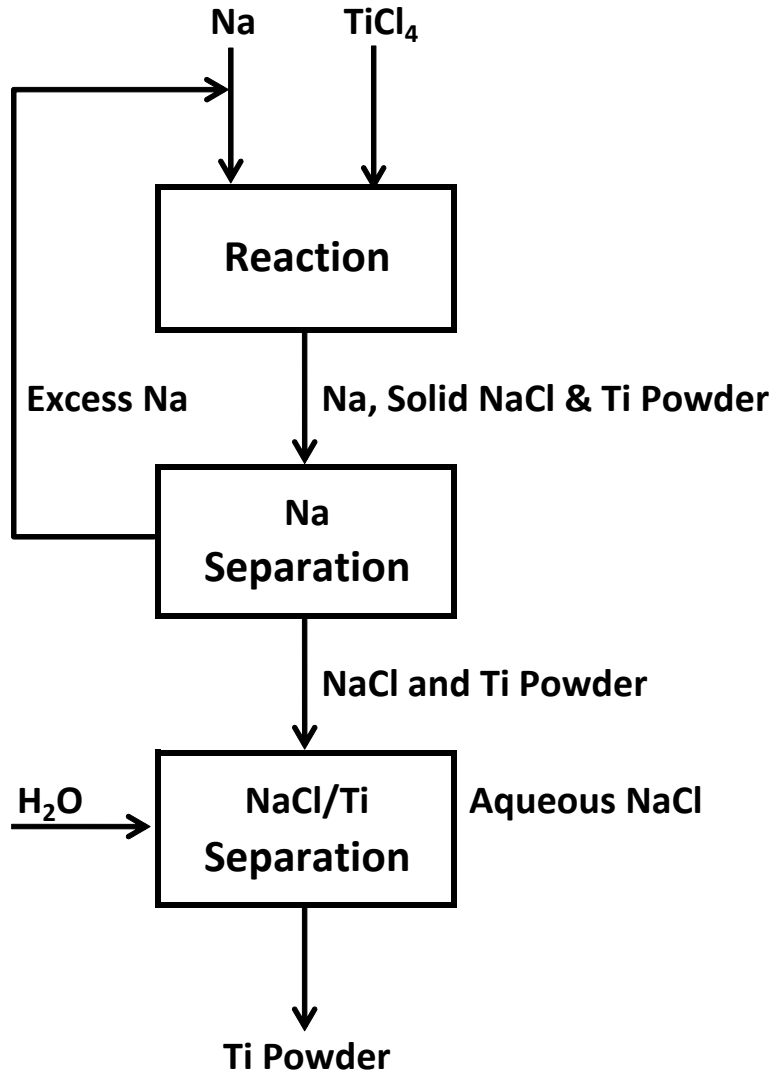 Na
TiCl₄
Reaction
Excess Na
Na, Solid NaCl & Ti Powder
Na
Separation
NaCl and Ti Powder
H₂O
NaCl/Ti
Separation
Aqueous NaCl
Ti Powder